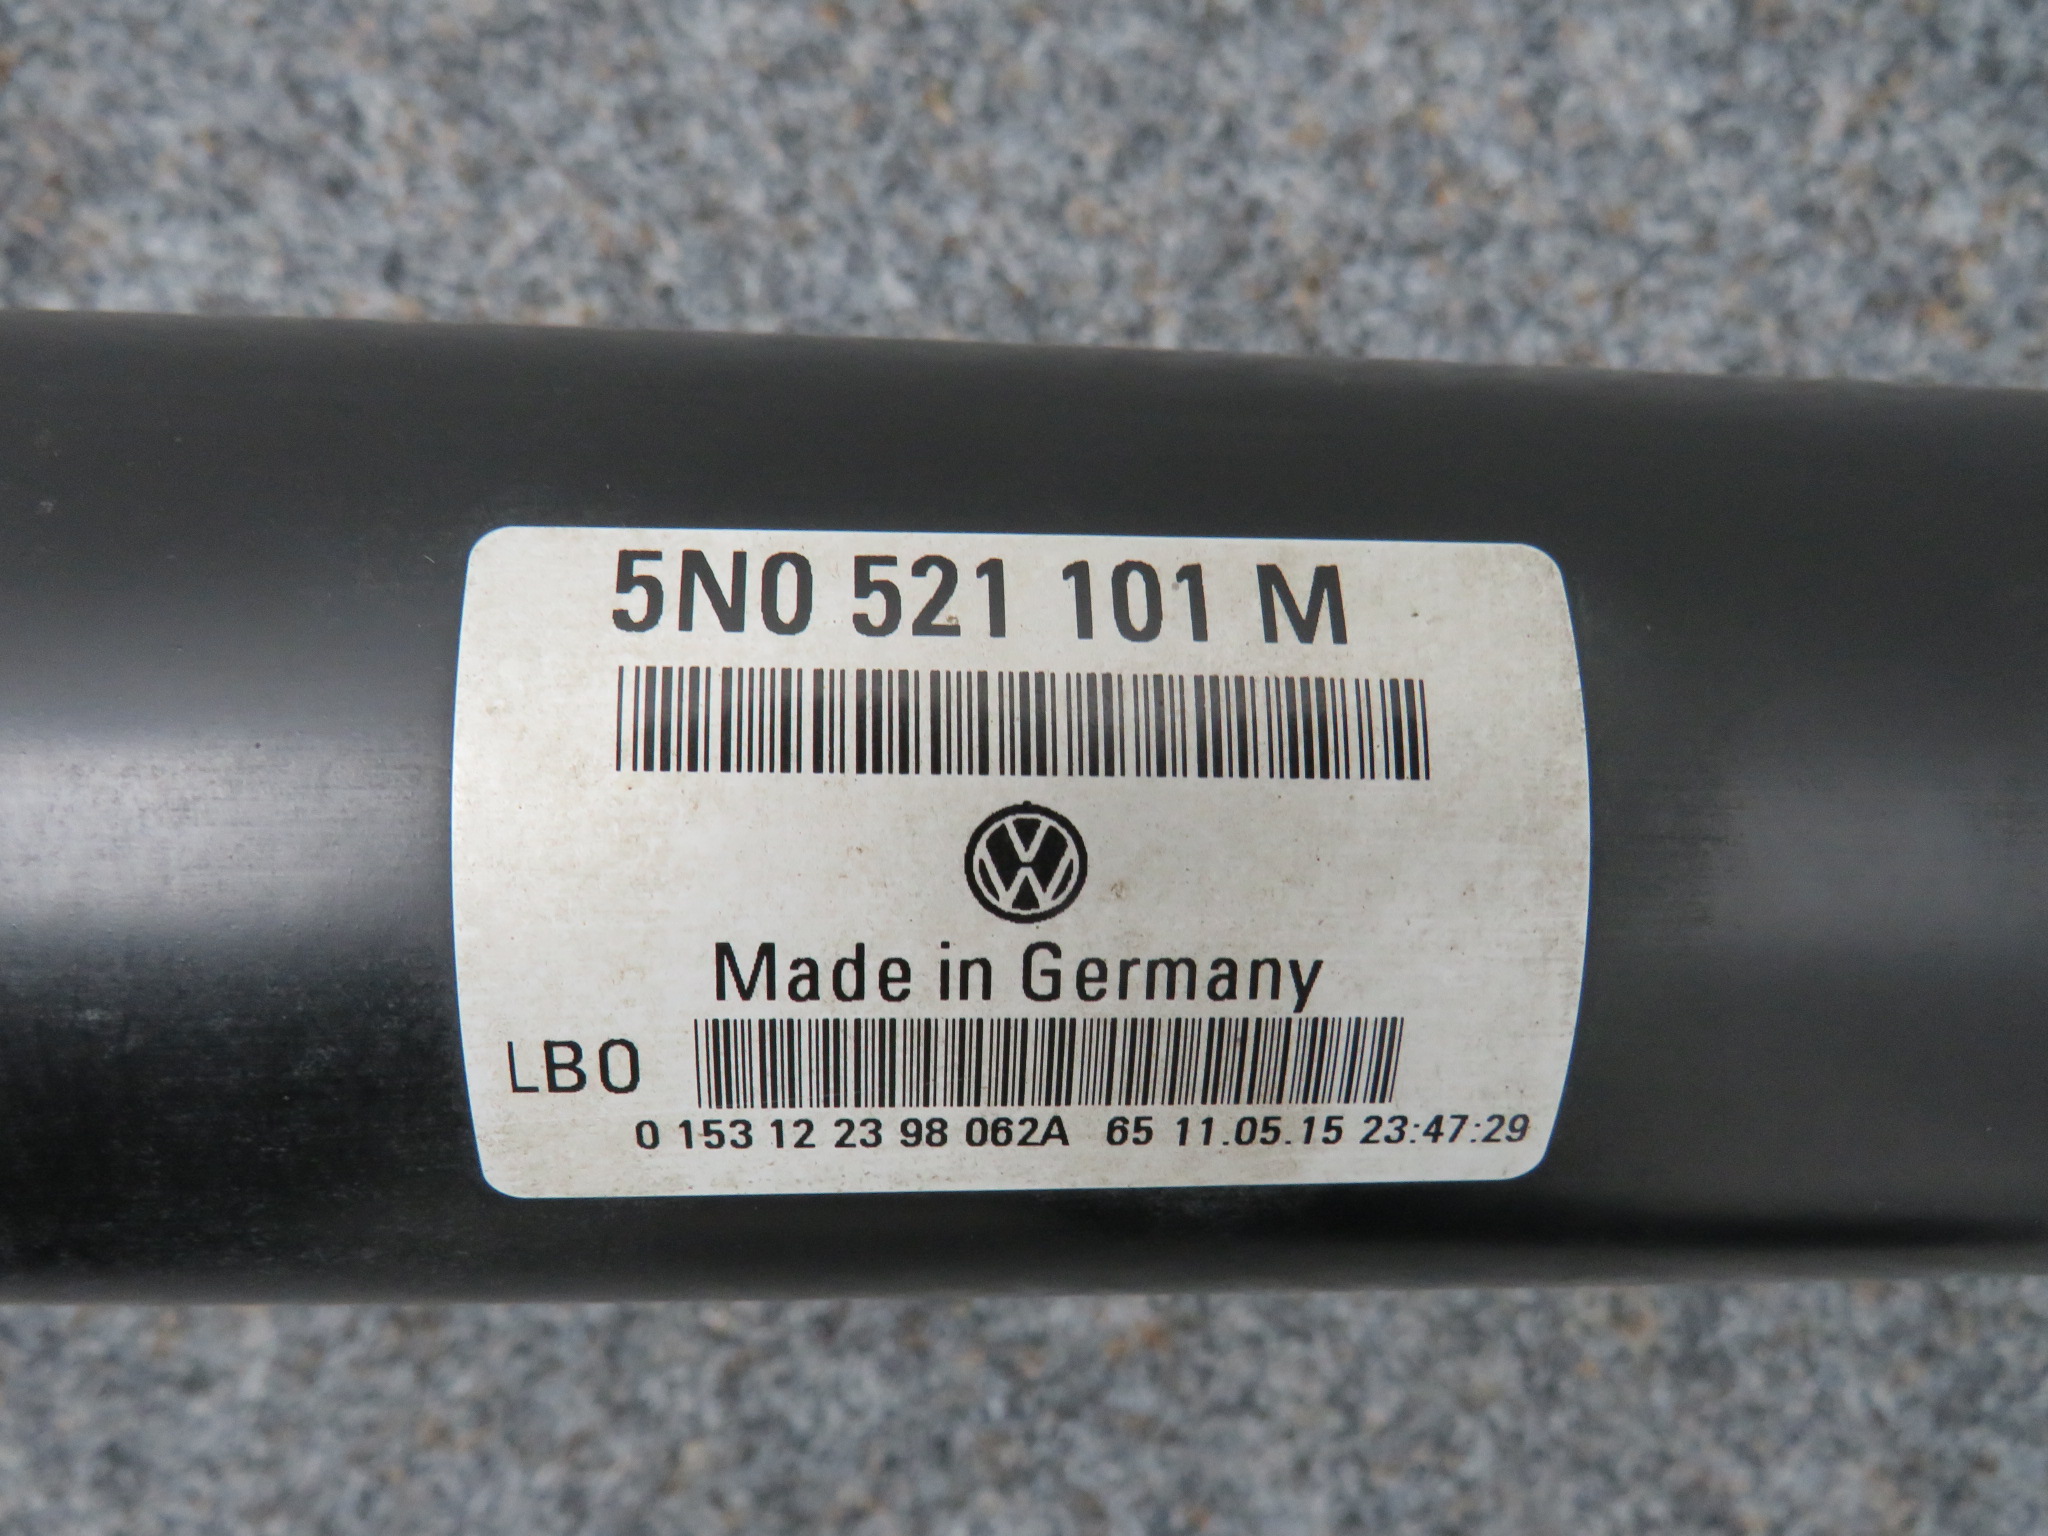 5N0 521 101 M
Made in Germany
LBO
0 153 12 23 98 062A 65 11.05.15 23:47:29